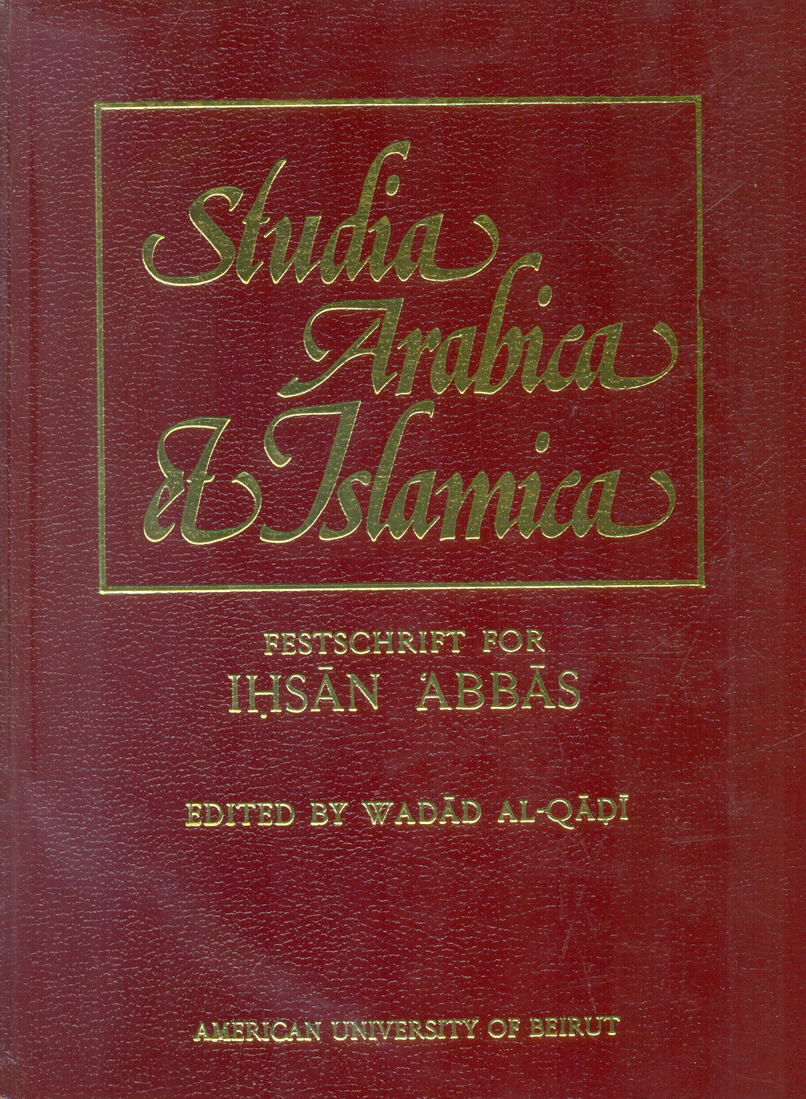 Studia
Arabica
et Islamica
FESTSCHRIFT FOR
IḤSĀN ʿABBĀS
EDITED BY WADĀD AL-QĀḌĪ
AMERICAN UNIVERSITY OF BEIRUT